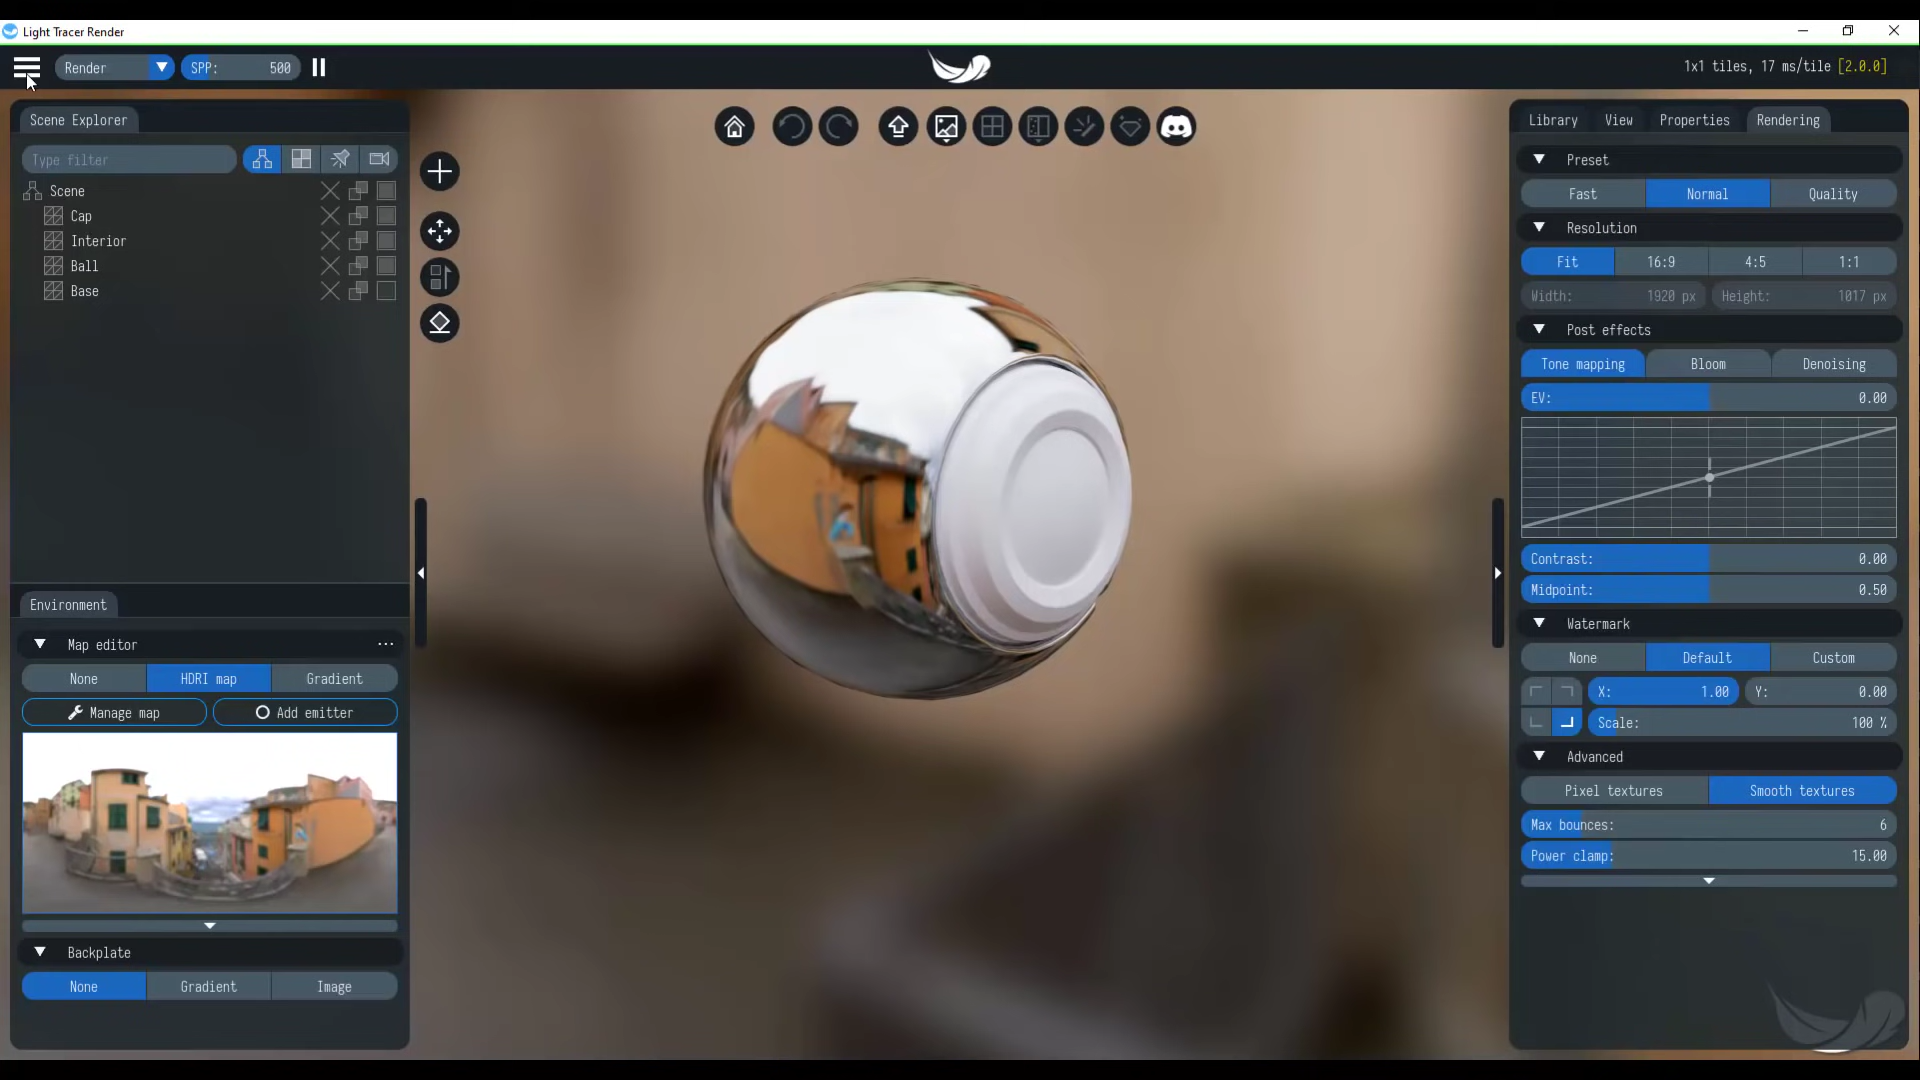 Light Tracer Render
Render
SPP: 500
1x1 tiles, 17 ms/tile [2.0.0]
Scene Explorer
Type filter
Scene
Cap
Interior
Ball
Base
Environment
Map editor
None HDRI map Gradient
Manage map Add emitter
Backplate
None Gradient Image
Library View Properties Rendering
Preset
Fast Normal Quality
Resolution
Fit 16:9 4:5 1:1
Width: 1920 px Height: 1017 px
Post effects
Tone mapping Bloom Denoising
EV: 0.00
Contrast: 0.00
Midpoint: 0.50
Watermark
None Default Custom
X: 1.00 Y: 0.00
Scale: 100 %
Advanced
Pixel textures Smooth textures
Max bounces: 6
Power clamp: 15.00